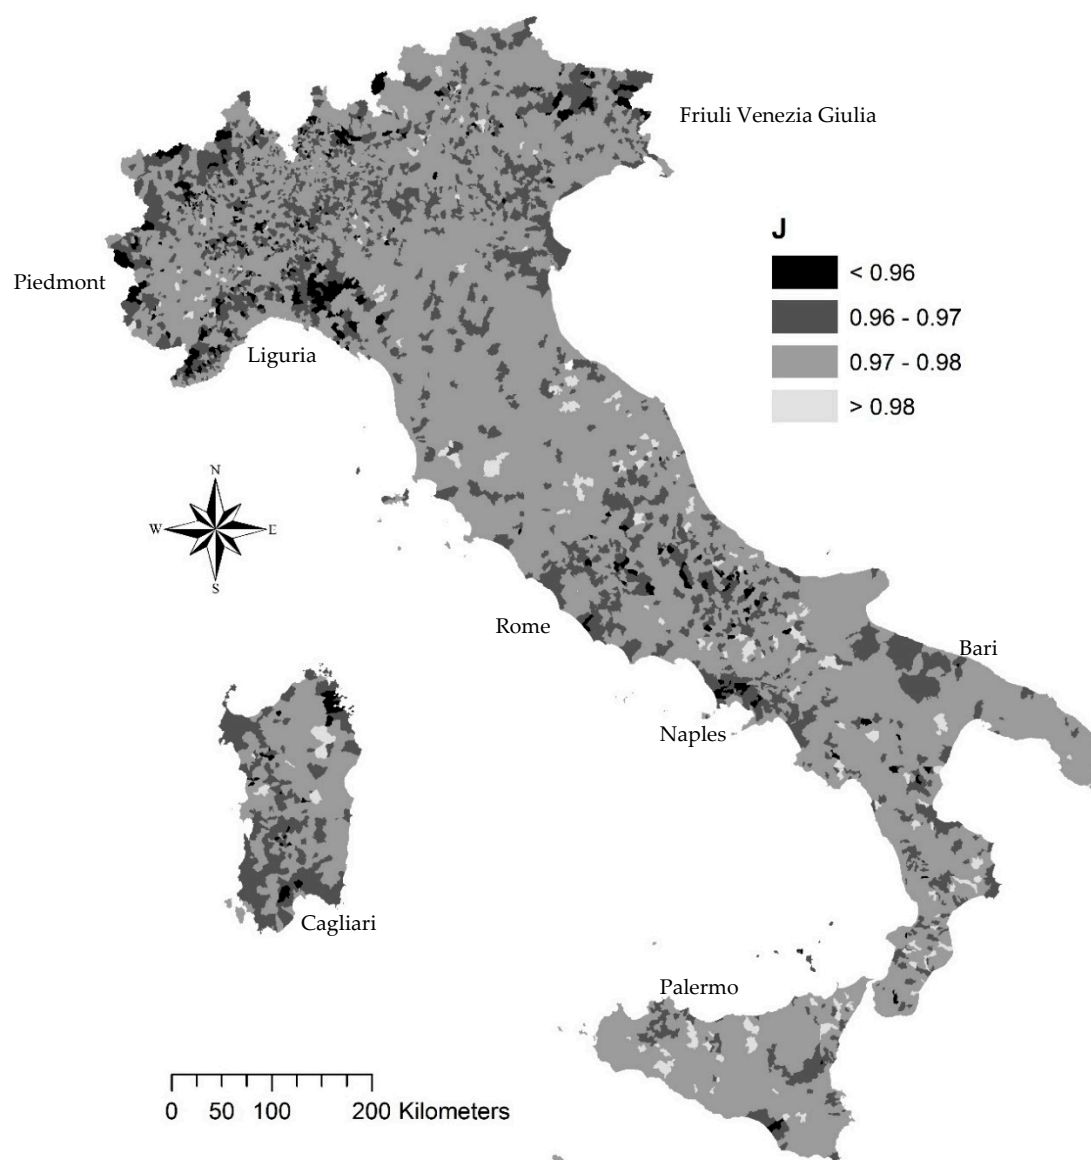 Friuli Venezia Giulia
J
< 0.96
0.96 - 0.97
0.97 - 0.98
> 0.98
Piedmont
Liguria
N
W
E
S
Rome
Bari
Naples
Cagliari
Palermo
0 50 100 200 Kilometers